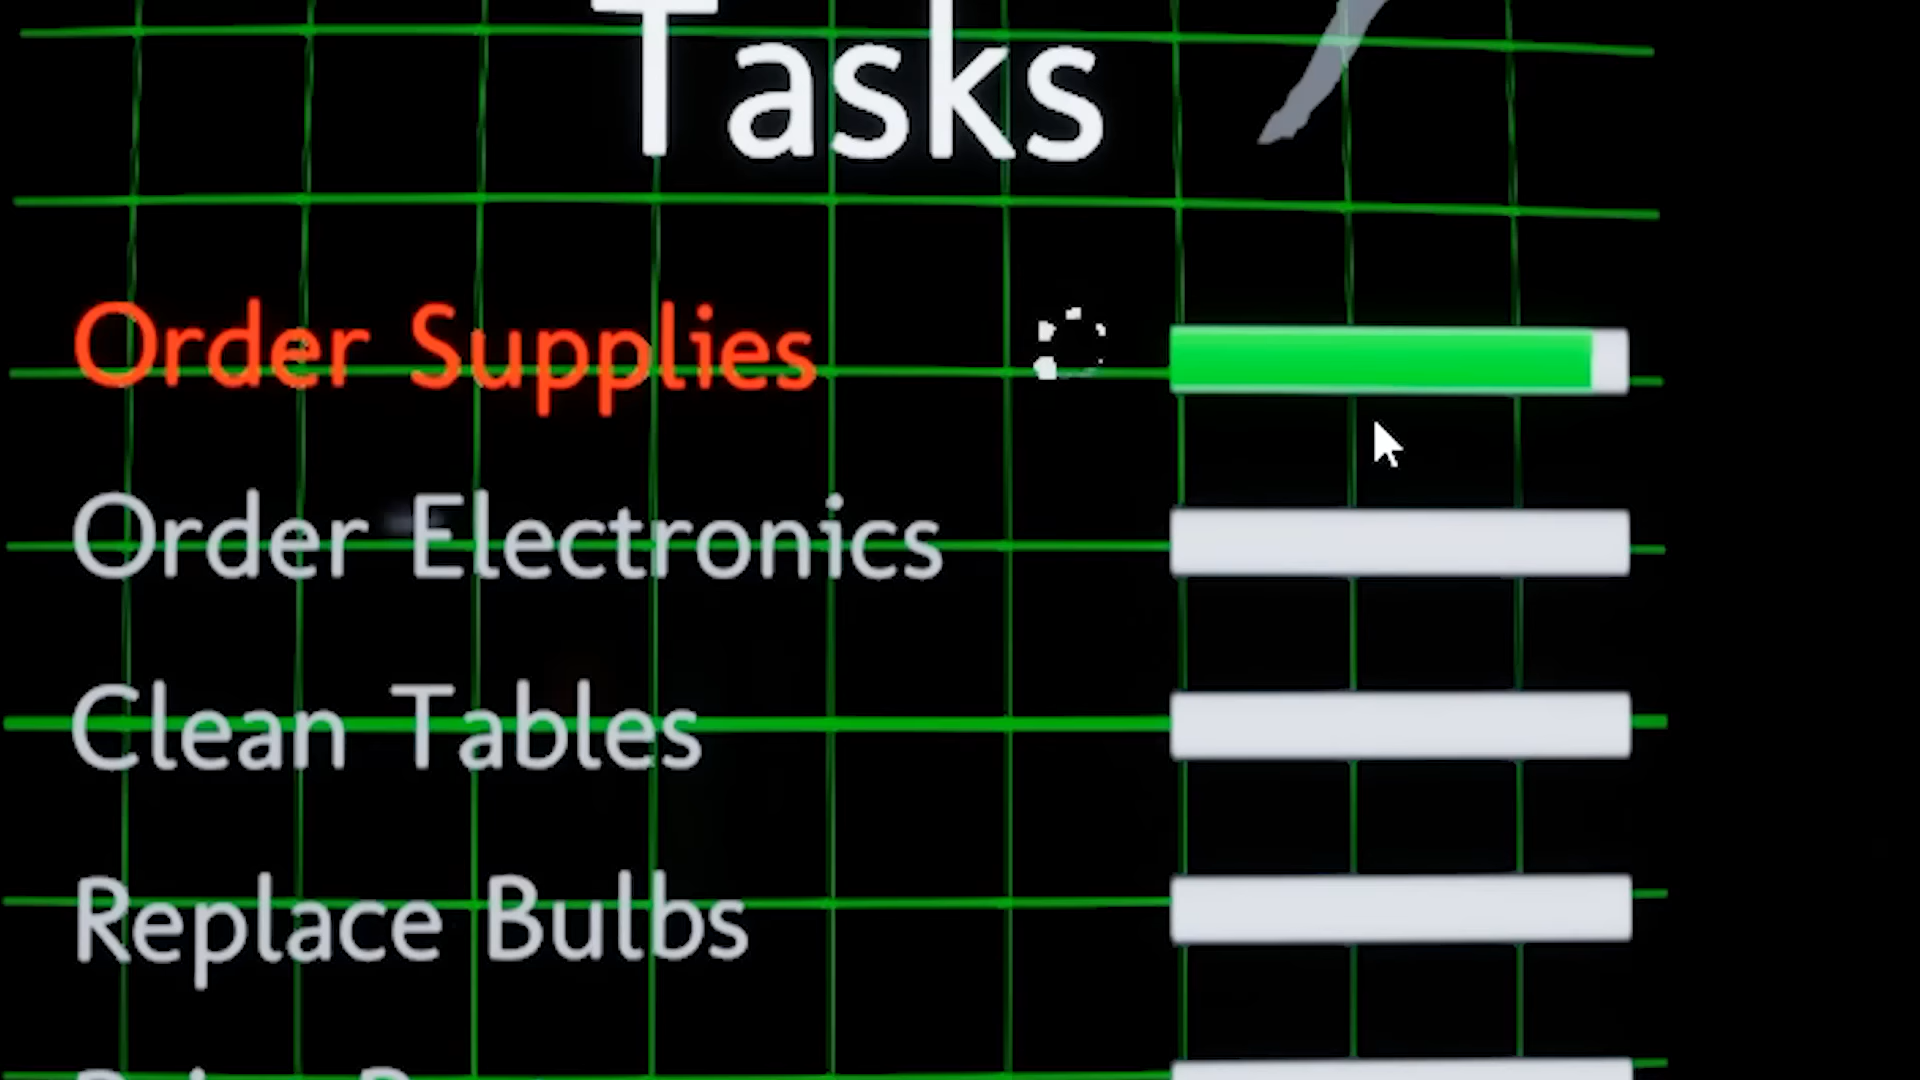 Tasks
Order Supplies
Order Electronics
Clean Tables
Replace Bulbs